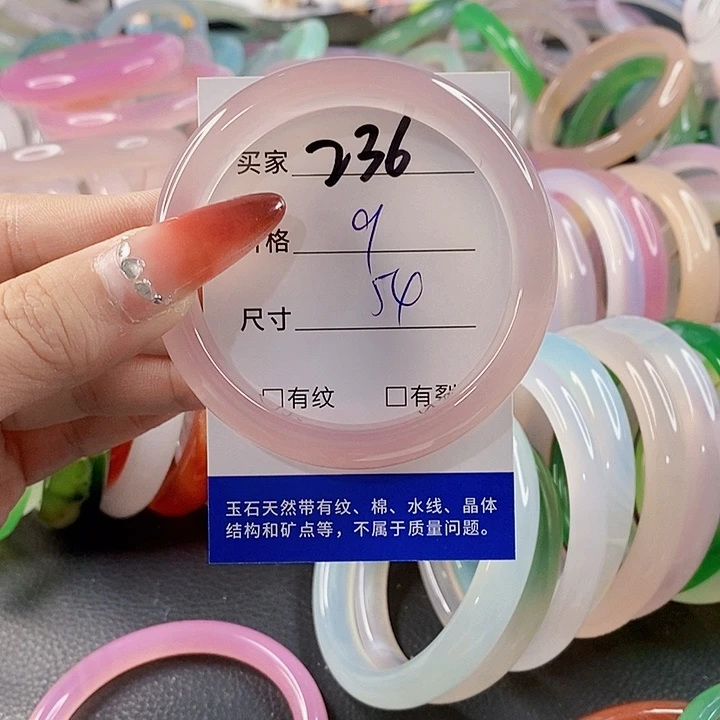 买家 236
格 9
尺寸 54
□有纹 □有裂
玉石天然带有纹、棉、水线、晶体
结构和矿点等，不属于质量问题。